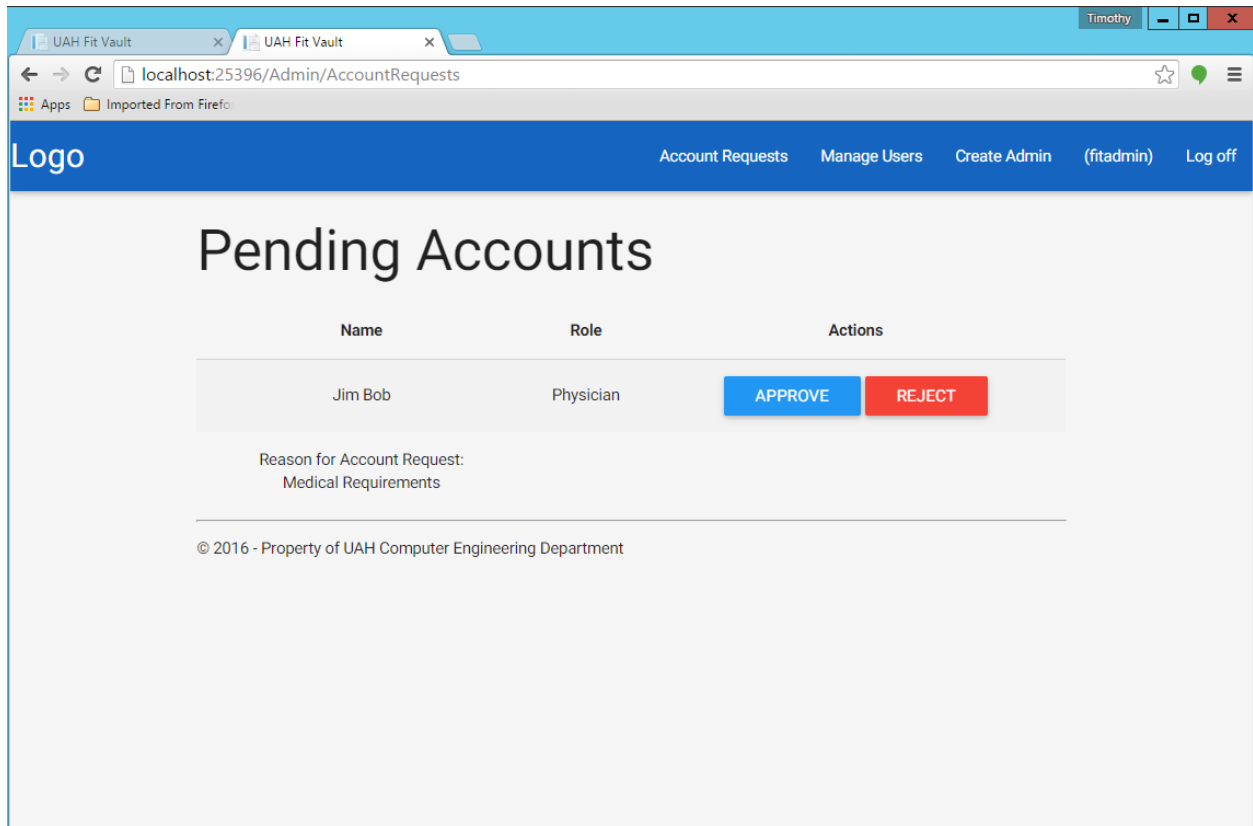 Timothy
UAH Fit Vault UAH Fit Vault
localhost:25396/Admin/AccountRequests
Apps Imported From Firefo
Logo Account Requests Manage Users Create Admin (fitadmin) Log off
Pending Accounts
Name Role Actions
Jim Bob Physician APPROVE REJECT
Reason for Account Request:
Medical Requirements
© 2016 - Property of UAH Computer Engineering Department